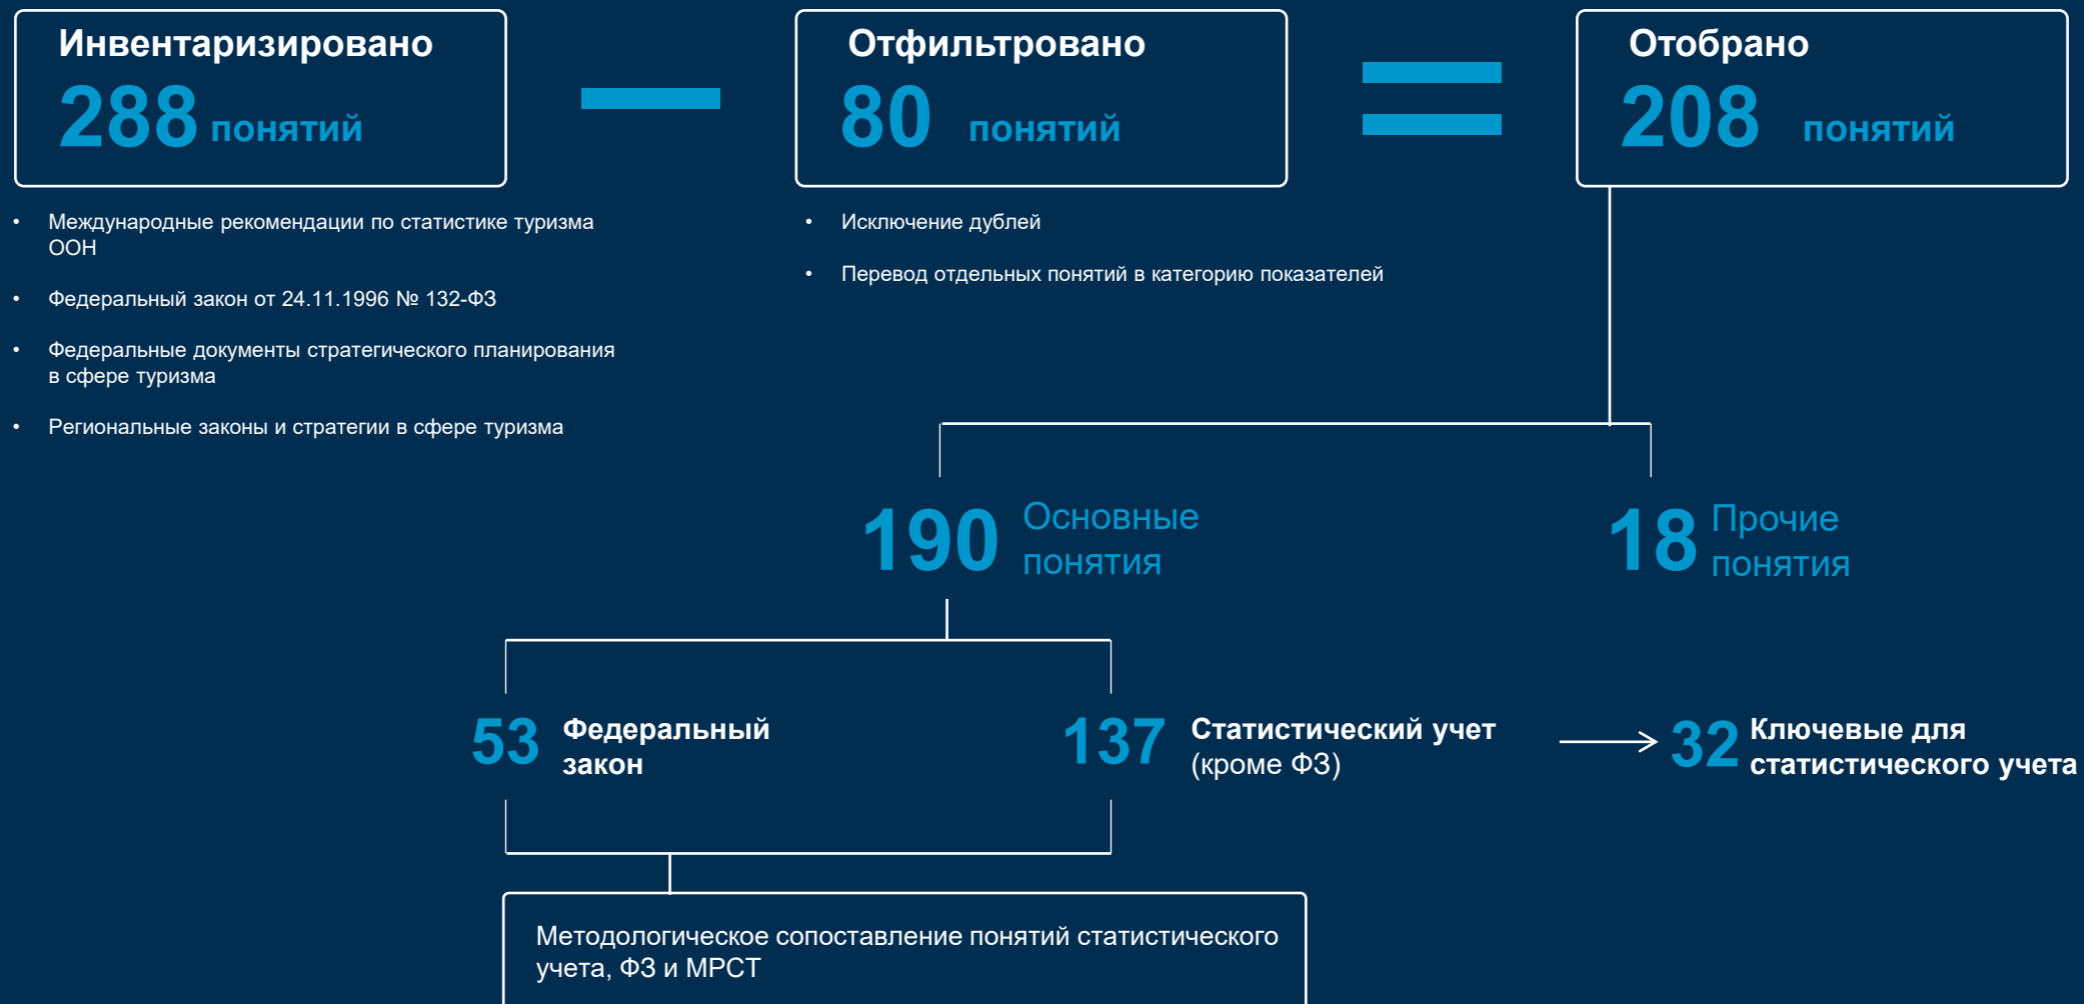 Инвентаризировано
288 понятий
Отфильтровано
80 понятий
Отобрано
208 понятий
• Международные рекомендации по статистике туризма
ООН
• Федеральный закон от 24.11.1996 № 132-ФЗ
• Федеральные документы стратегического планирования
в сфере туризма
• Региональные законы и стратегии в сфере туризма
• Исключение дублей
• Перевод отдельных понятий в категорию показателей
190 Основные
понятия
18 Прочие
понятия
53 Федеральный
закон
137 Статистический учет
(кроме ФЗ)
32 Ключевые для
статистического учета
Методологическое сопоставление понятий статистического
учета, ФЗ и МРСТ